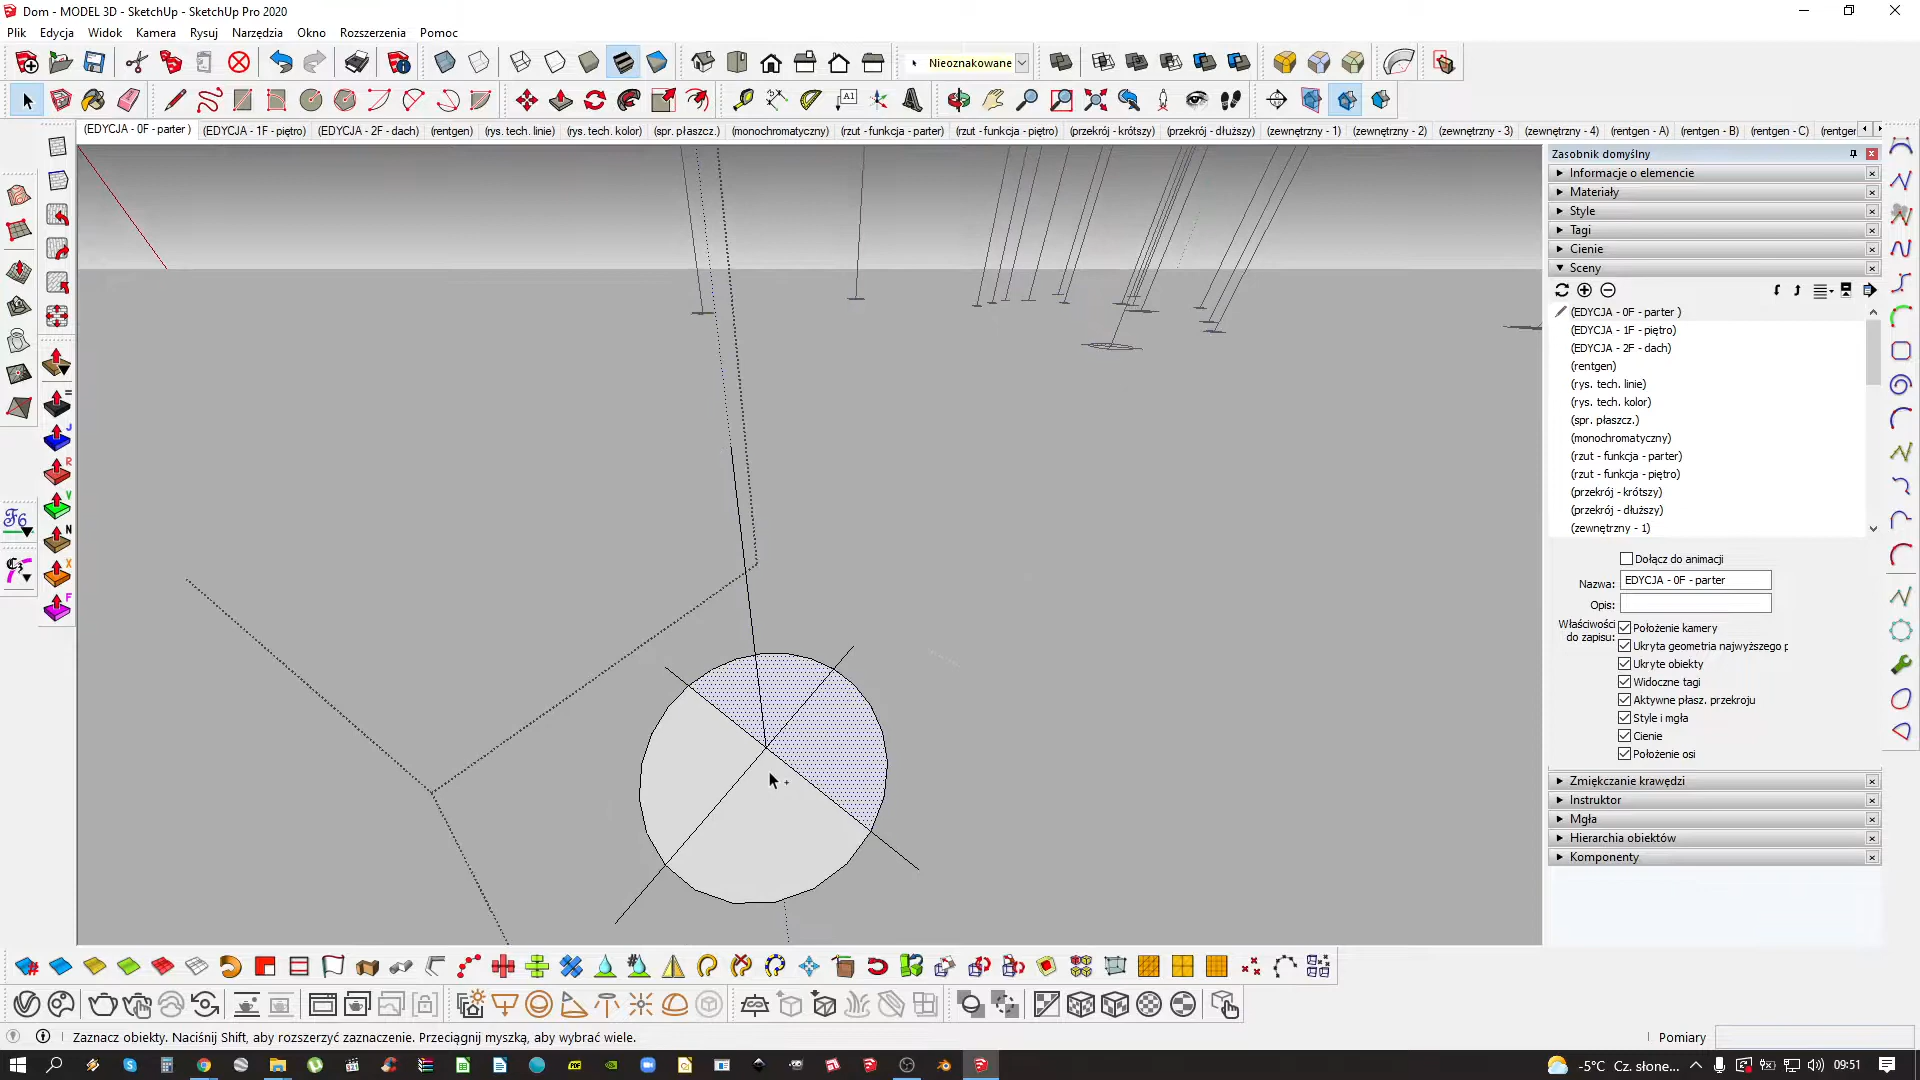 Dom - MODEL 3D - SketchUp - SketchUp Pro 2020
Plik Edycja Widok Kamera Rysuj Narzędzia Okno Rozszerzenia Pomoc
Nieoznakowane
A1
(EDYCJA - 0F - parter ) (EDYCJA - 1F - piętro) (EDYCJA - 2F - dach) (rentgen) (rys. tech. linie) (rys. tech. kolor) (spr. płaszcz.) (monochromatyczny) (rzut - funkcja - parter) (rzut - funkcja - piętro) (przekrój - krótszy) (przekrój - dłuższy) (zewnętrzny - 1) (zewnętrzny - 2) (zewnętrzny - 3) (zewnętrzny - 4) (rentgen - A) (rentgen - B) (rentgen - C) (rentger
Zasobnik domyślny
Informacje o elemencie
Materiały
Style
Tagi
Cienie
Sceny
(EDYCJA - 0F - parter )
(EDYCJA - 1F - piętro)
(EDYCJA - 2F - dach)
(rentgen)
(rys. tech. linie)
(rys. tech. kolor)
(spr. płaszcz.)
(monochromatyczny)
(rzut - funkcja - parter)
(rzut - funkcja - piętro)
(przekrój - krótszy)
(przekrój - dłuższy)
(zewnętrzny - 1)
Dołącz do animacji
Nazwa: EDYCJA - 0F - parter
Opis:
Właściwości do zapisu:
Położenie kamery
Ukryta geometria najwyższego p
Ukryte obiekty
Widoczne tagi
Aktywne płasz. przekroju
Style i mgła
Cienie
Położenie osi
Zmiękczanie krawędzi
Instruktor
Mgła
Hierarchia obiektów
Komponenty
J
R
V
N
X
F
F6
Zaznacz obiekty. Naciśnij Shift, aby rozszerzyć zaznaczenie. Przeciągnij myszkę, aby wybrać wiele.
Pomiary
-5°C Cz. słone... 09:51